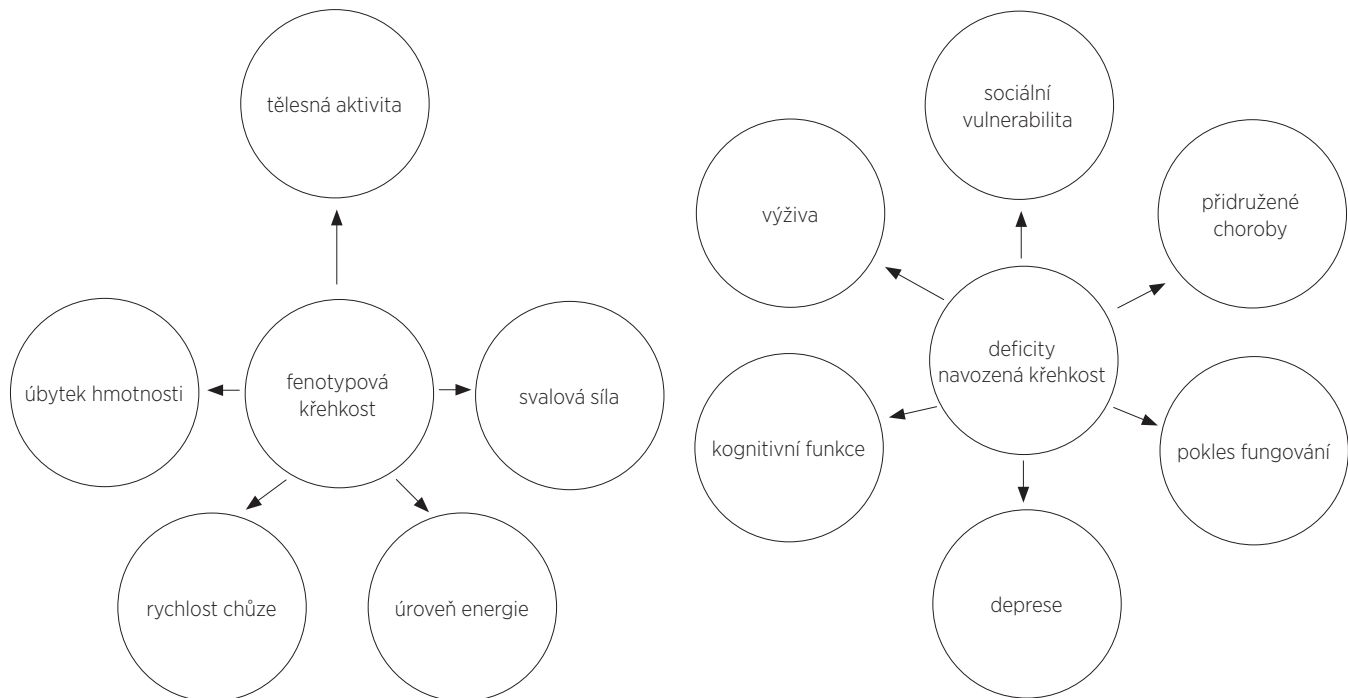 tělesná aktivita
úbytek hmotnosti
fenotypová
křehkost
svalová síla
rychlost chůze
úroveň energie
sociální
vulnerabilita
výživa
přidružené
choroby
deficity
navozená křehkost
kognitivní funkce
pokles fungování
deprese